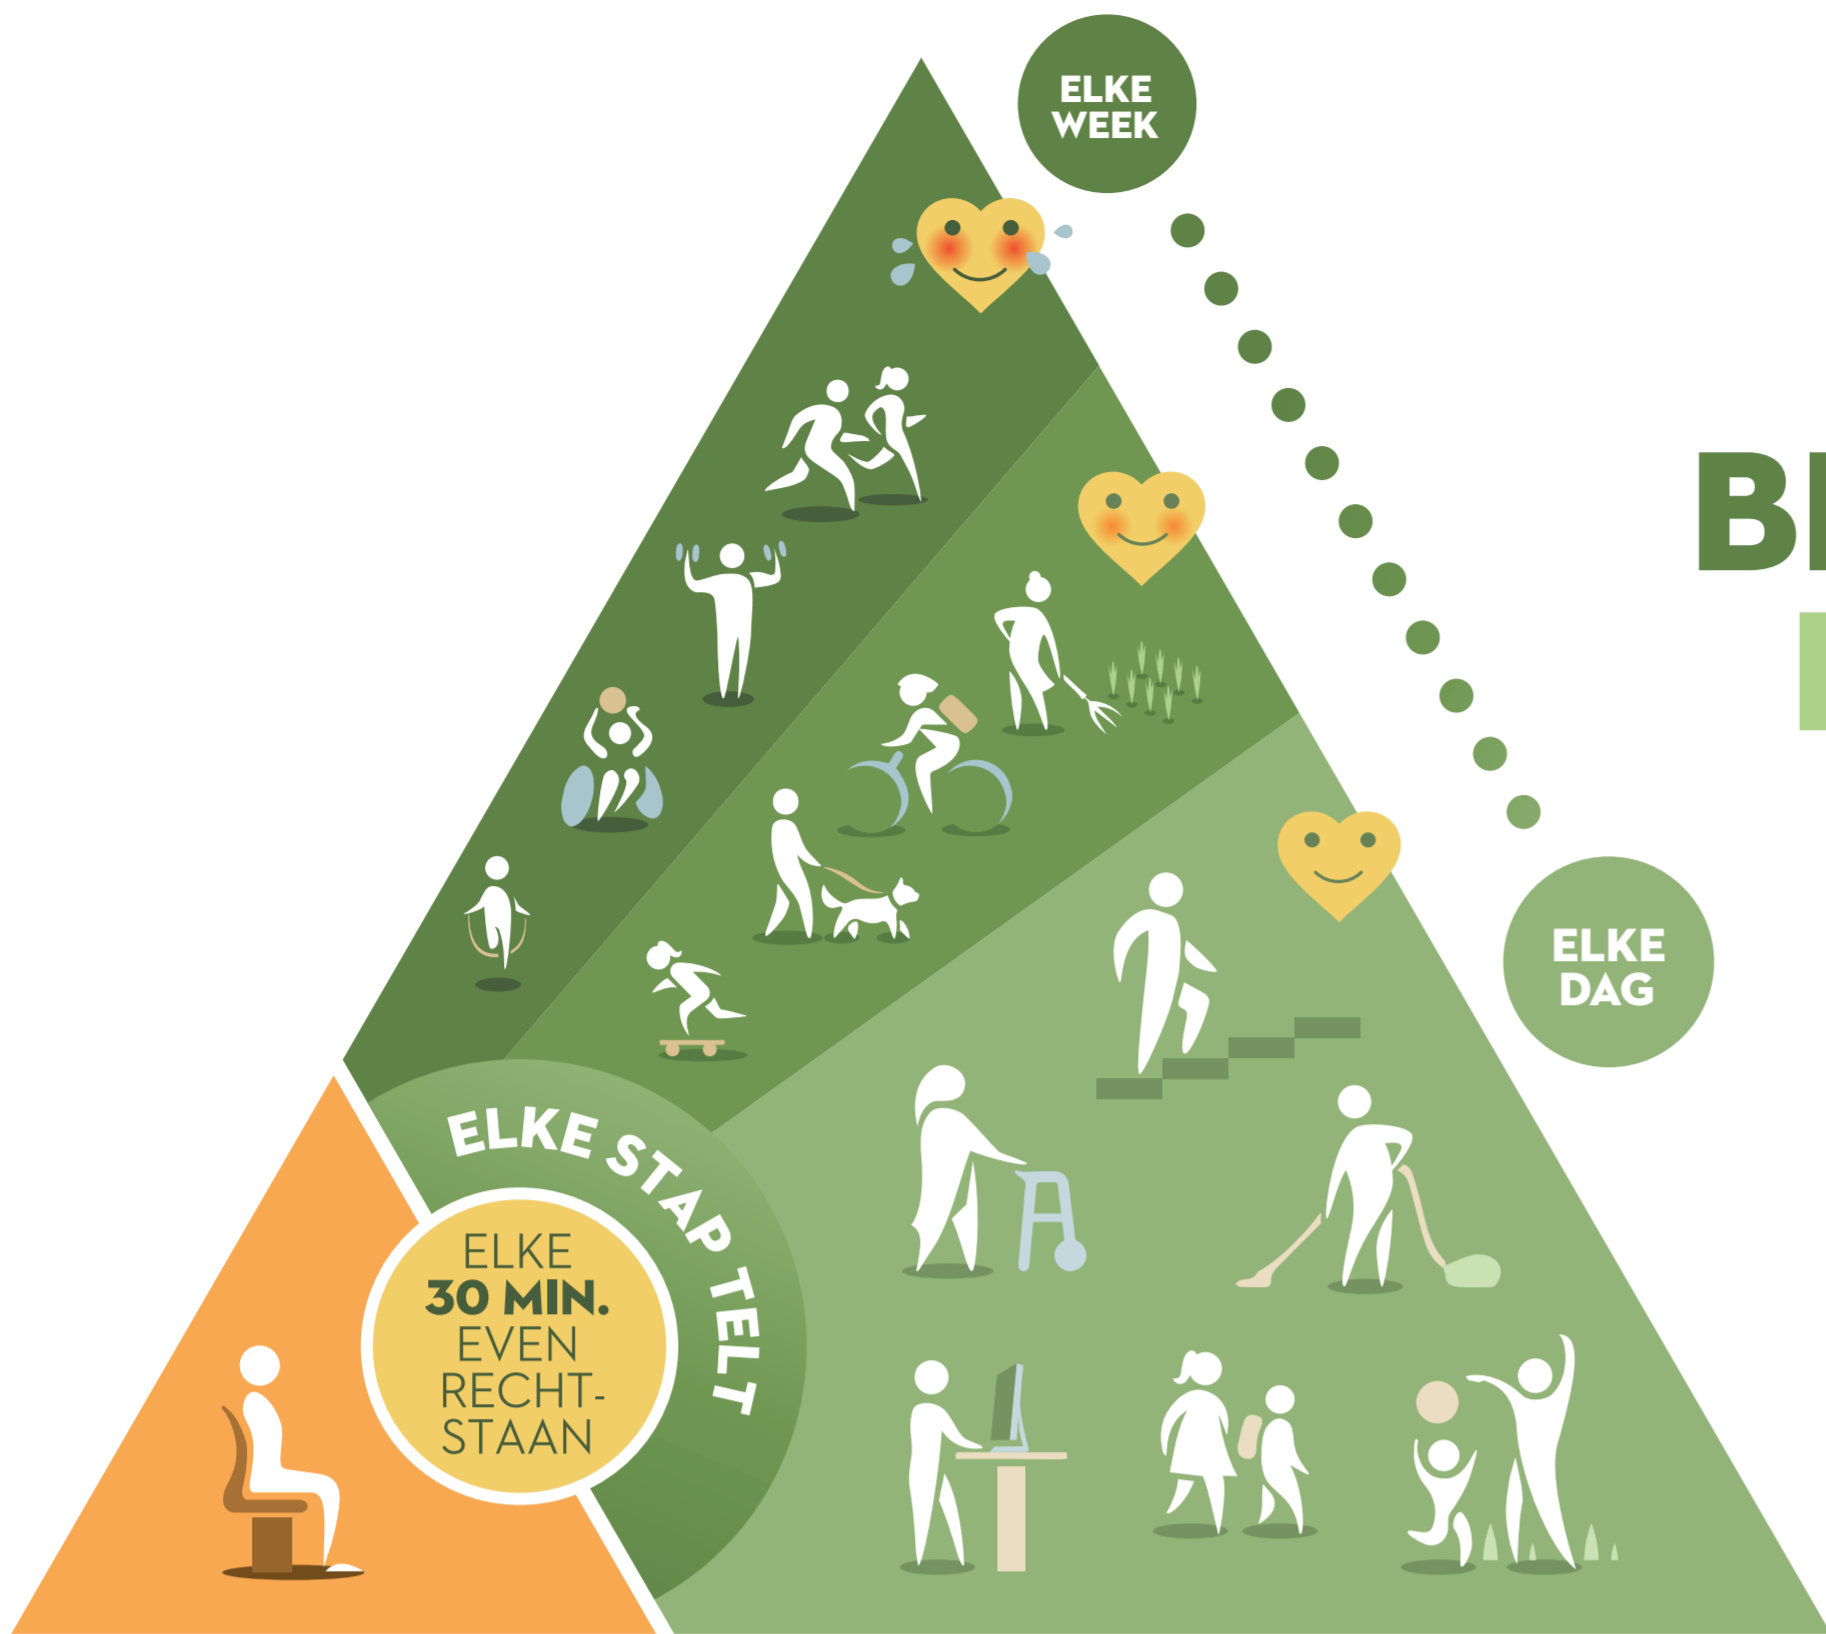 ELKE
WEEK
ELKE
DAG
ELKE STAP TELT
ELKE
30 MIN.
EVEN
RECHT-
STAAN